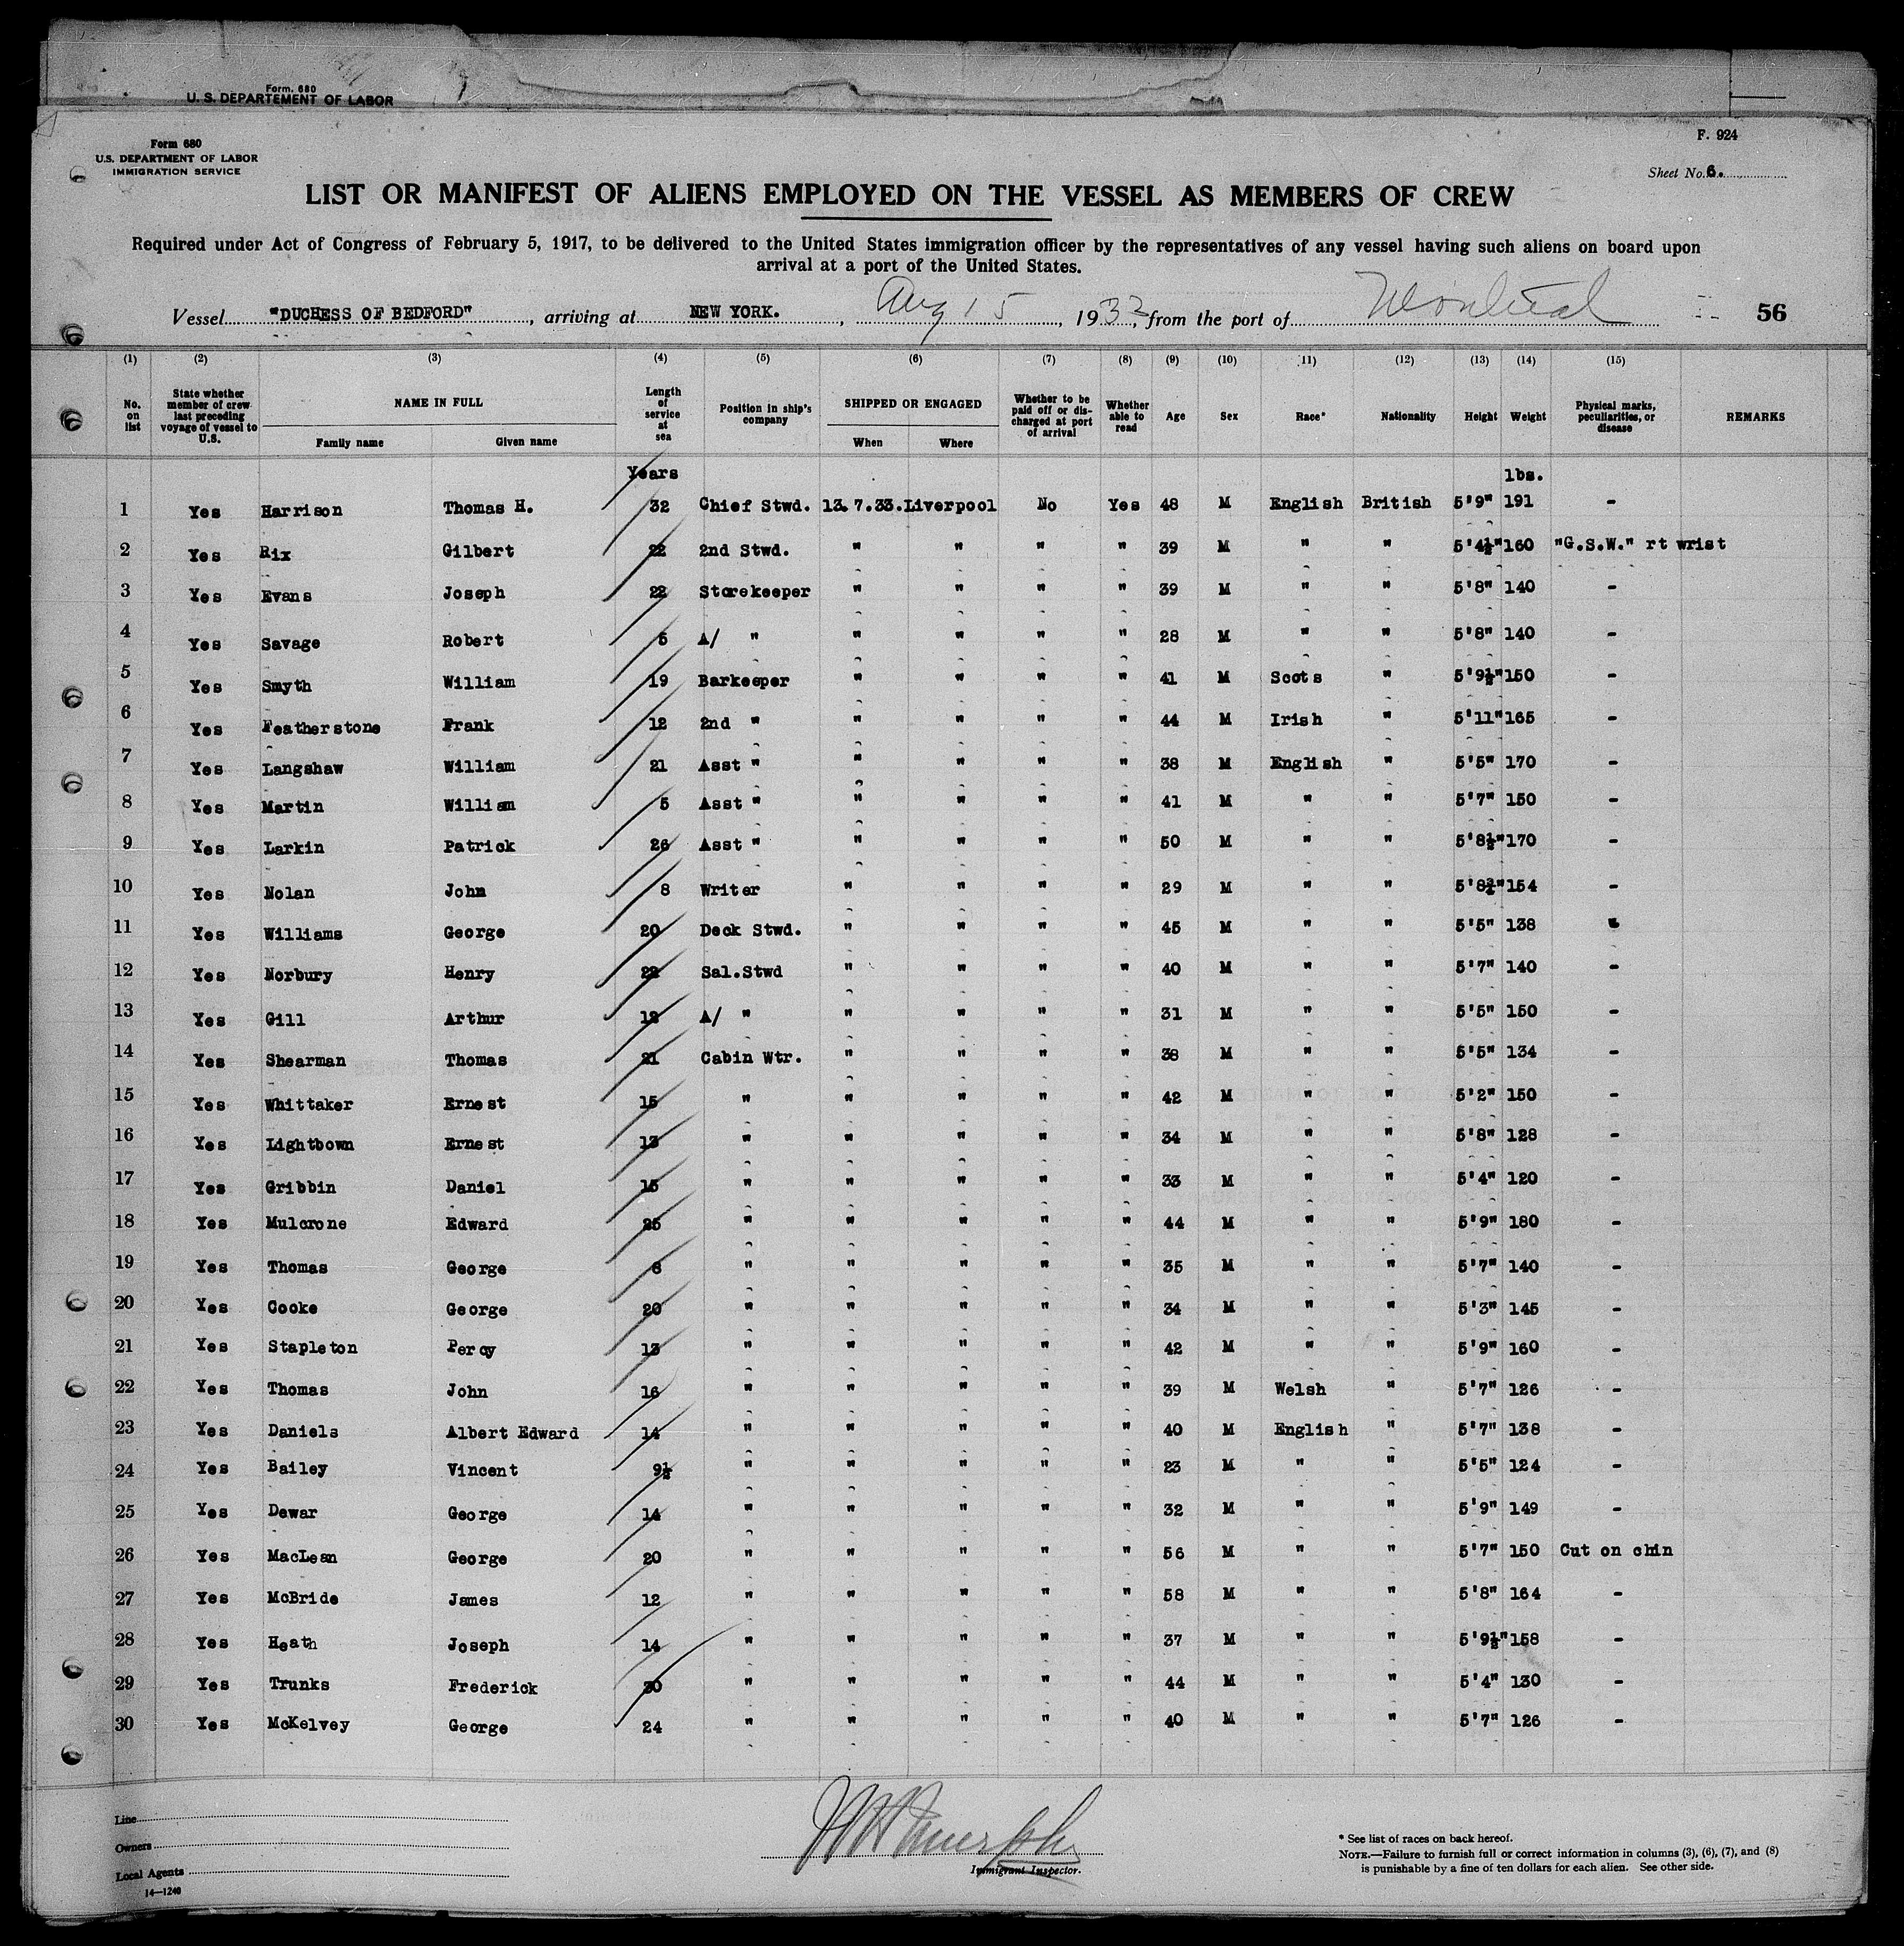 Form. 680
U. S. DEPARTEMENT OF LABOR
Form 680
U.S. DEPARTMENT OF LABOR
IMMIGRATION SERVICE
F. 924
Sheet No. 6.
LIST OR MANIFEST OF ALIENS EMPLOYED ON THE VESSEL AS MEMBERS OF CREW
Required under Act of Congress of February 5, 1917, to be delivered to the United States immigration officer by the representatives of any vessel having such aliens on board upon
arrival at a port of the United States.
Vessel "DUCHESS OF BEDFORD", arriving at NEW YORK., Aug 15, 1933, from the port of Montreal 56
(1) (2) (3) (4) (5) (6) (7) (8) (9) (10) 11) (12) (13) (14) (15)
No. on list State whether member of crew last preceding voyage of vessel to U.S. NAME IN FULL Family name Given name Length of service at sea Position in ship's company SHIPPED OR ENGAGED When Where Whether to be paid off or discharged at port of arrival Whether able to read Age Sex Race* Nationality Height Weight Physical marks, peculiarities, or disease REMARKS
Years lbs.
1 Yes Harrison Thomas H. 32 Chief Stwd. 13.7.33. Liverpool No Yes 48 M English British 5'9" 191 -
2 Yes Rix Gilbert 22 2nd Stwd. " " " " 39 M " " 5'4½" 160 "G.S.W." rt wrist
3 Yes Evans Joseph 22 Storekeeper " " " " 39 M " " 5'8" 140 -
4 Yes Savage Robert 5 A/ " " " " " 28 M " " 5'8" 140 -
5 Yes Smyth William 19 Barkeeper " " " " 41 M Scots " 5'9½" 150 -
6 Yes Featherstone Frank 12 2nd " " " " " 44 M Irish " 5'11" 165 -
7 Yes Langshaw William 21 Asst " " " " " 38 M English " 5'5" 170 -
8 Yes Martin William 5 Asst " " " " " 41 M " " 5'7" 150 -
9 Yes Larkin Patrick 26 Asst " " " " " 50 M " " 5'8½" 170 -
10 Yes Nolan John 8 Writer " " " " 29 M " " 5'8¾" 154 -
11 Yes Williams George 20 Deck Stwd. " " " " 45 M " " 5'5" 138 -
12 Yes Norbury Henry 22 Sal.Stwd " " " " 40 M " " 5'7" 140 -
13 Yes Gill Arthur 12 A/ " " " " " 31 M " " 5'5" 150 -
14 Yes Shearman Thomas 21 Cabin Wtr. " " " " 38 M " " 5'5" 134 -
15 Yes Whittaker Ernest 15 " " " " " 42 M " " 5'2" 150 -
16 Yes Lightbown Ernest 13 " " " " " 34 M " " 5'8" 128 -
17 Yes Gribbin Daniel 15 " " " " " 33 M " " 5'4" 120 -
18 Yes Mulcrone Edward 25 " " " " " 44 M " " 5'9" 180 -
19 Yes Thomas George 6 " " " " " 35 M " " 5'7" 140 -
20 Yes Cooke George 20 " " " " " 34 M " " 5'3" 145 -
21 Yes Stapleton Percy 13 " " " " " 42 M " " 5'9" 160 -
22 Yes Thomas John 16 " " " " " 39 M Welsh " 5'7" 126 -
23 Yes Daniels Albert Edward 14 " " " " " 40 M English " 5'7" 138 -
24 Yes Bailey Vincent 9½ " " " " " 23 M " " 5'5" 124 -
25 Yes Dewar George 14 " " " " " 32 M " " 5'9" 149 -
26 Yes MacLean George 20 " " " " " 56 M " " 5'7" 150 Cut on chin
27 Yes McBride James 12 " " " " " 58 M " " 5'8" 164 -
28 Yes Heath Joseph 14 " " " " " 37 M " " 5'9½" 158 -
29 Yes Trunks Frederick 30 " " " " " 44 M " " 5'4" 130 -
30 Yes McKelvey George 24 " " " " " 40 M " " 5'7" 126 -
Line
Owners
Local Agents
14—1240
Immigrant Inspector.
* See list of races on back hereof.
NOTE.—Failure to furnish full or correct information in columns (3), (6), (7), and (8)
is punishable by a fine of ten dollars for each alien. See other side.